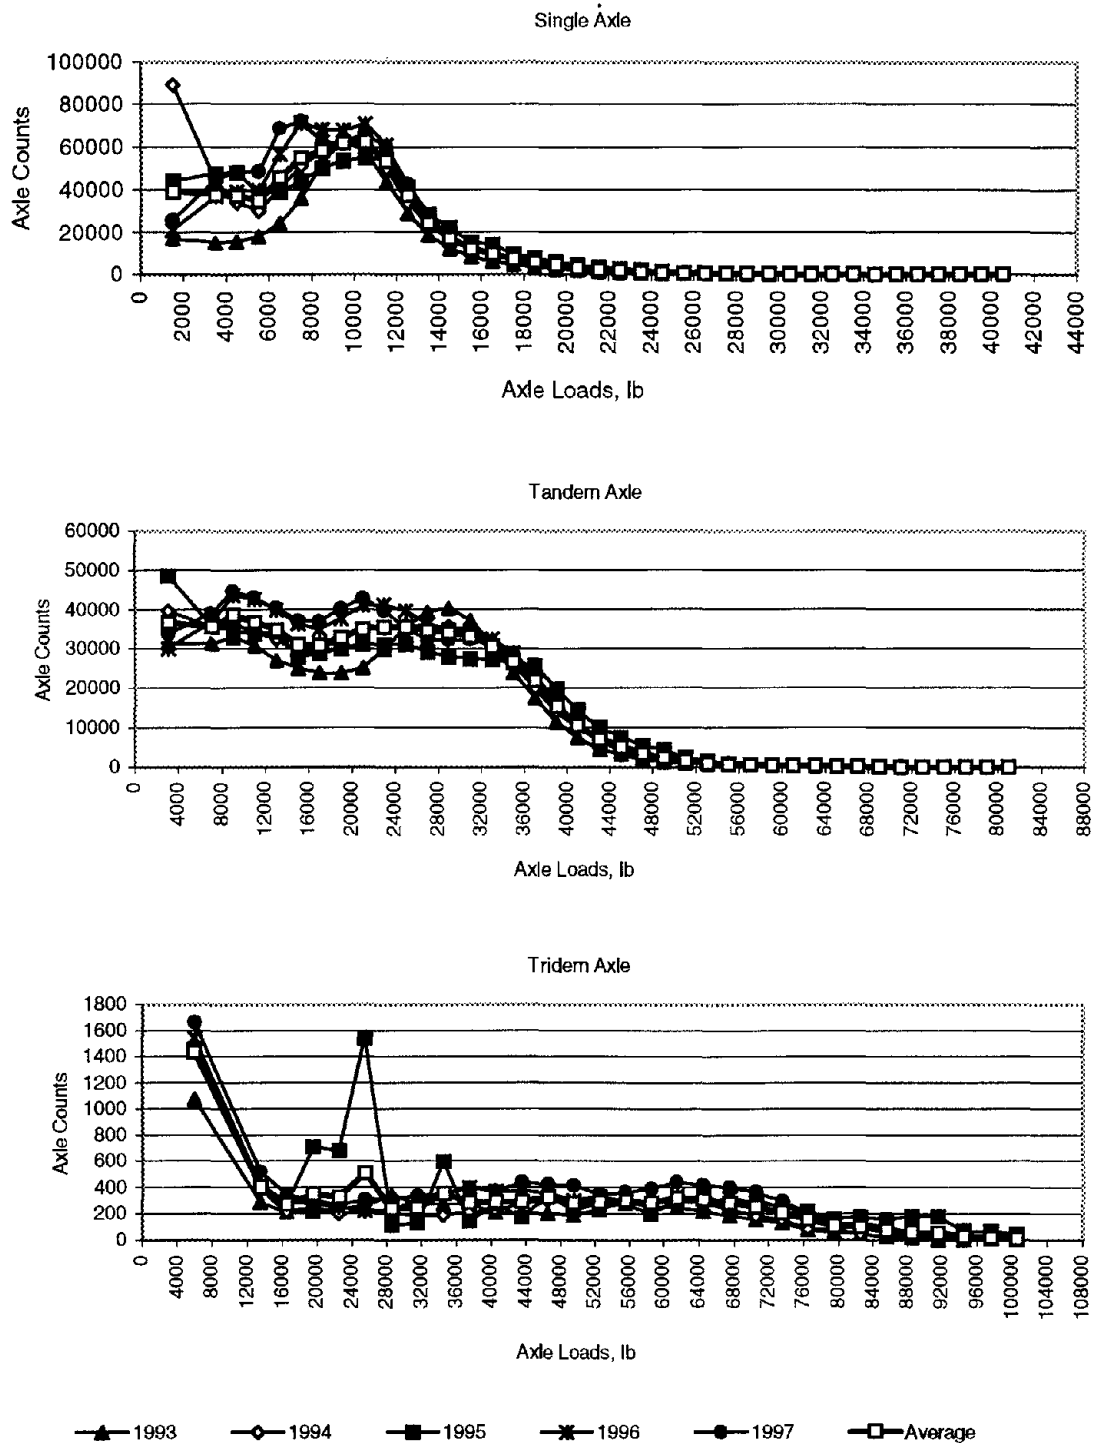 Single Axle
100000
80000
60000
40000
20000
0
Axle Counts
0 2000 4000 6000 8000 10000 12000 14000 16000 18000 20000 22000 24000 26000 28000 30000 32000 34000 36000 38000 40000 42000 44000
Axle Loads, lb
Tandem Axle
60000
50000
40000
30000
20000
10000
0
Axle Counts
0 4000 8000 12000 16000 20000 24000 28000 32000 36000 40000 44000 48000 52000 56000 60000 64000 68000 72000 76000 80000 84000 88000
Axle Loads, lb
Tridem Axle
1800
1600
1400
1200
1000
800
600
400
200
0
Axle Counts
0 4000 8000 12000 16000 20000 24000 28000 32000 36000 40000 44000 48000 52000 56000 60000 64000 68000 72000 76000 80000 84000 88000 92000 96000 100000 104000 108000
Axle Loads, lb
1993 1994 1995 1996 1997 Average